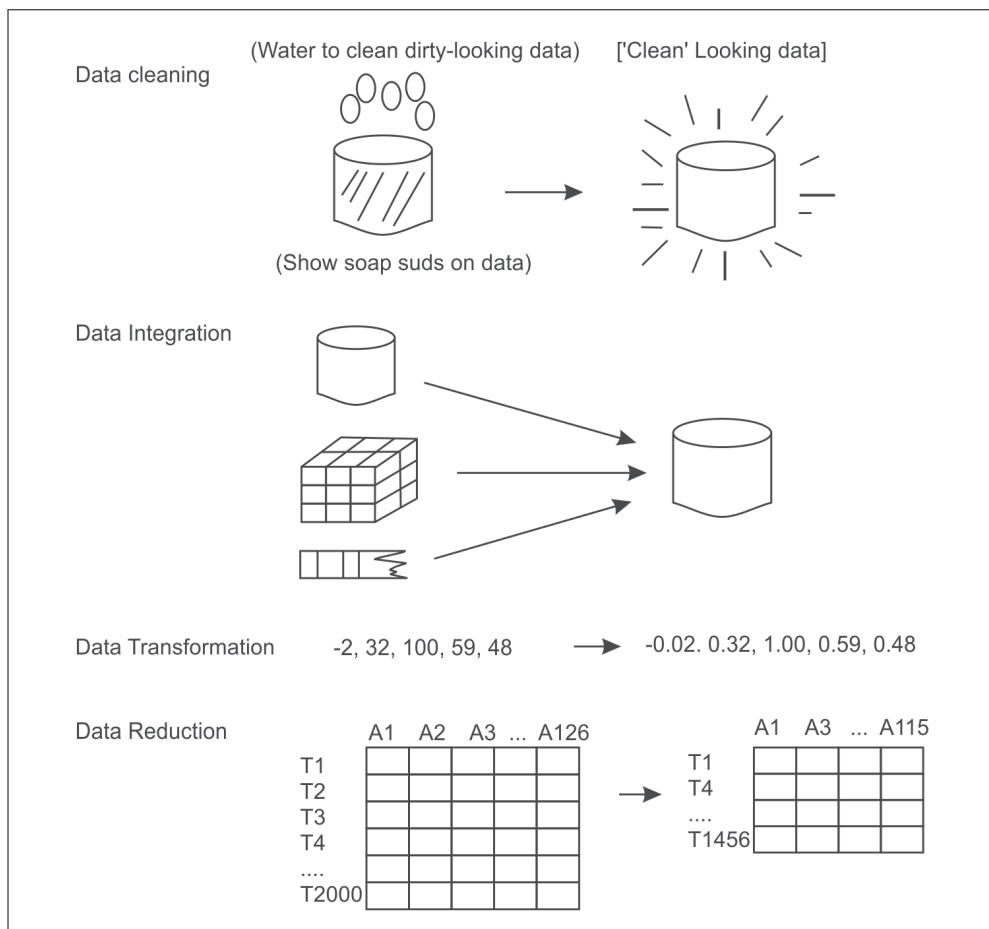 (Water to clean dirty-looking data)
['Clean' Looking data]
Data cleaning
(Show soap suds on data)
Data Integration
Data Transformation
-2, 32, 100, 59, 48
-0.02. 0.32, 1.00, 0.59, 0.48
Data Reduction
A1 A2 A3 ... A126
T1
T2
T3
T4
....
T2000
A1 A3 ... A115
T1
T4
....
T1456